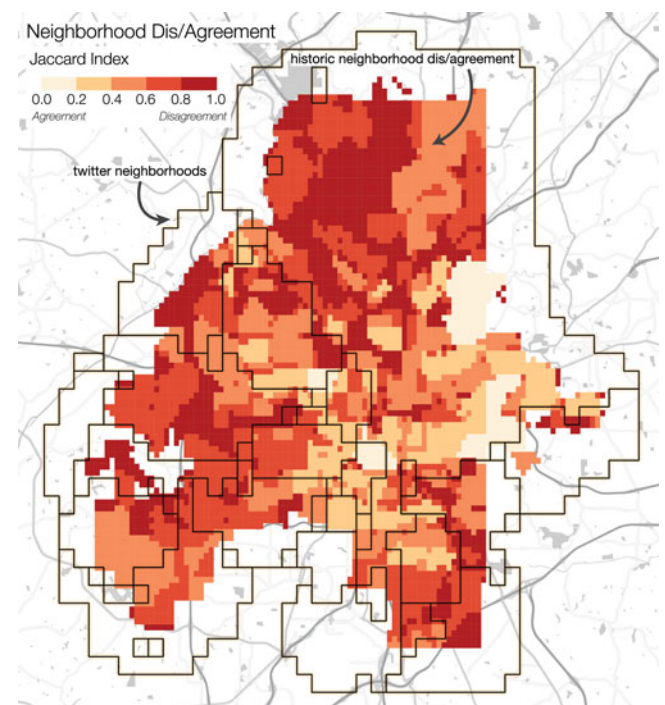 Neighborhood Dis/Agreement
Jaccard Index
historic neighborhood dis/agreement
0.0 0.2 0.4 0.6 0.8 1.0
Agreement Disagreement
twitter neighborhoods